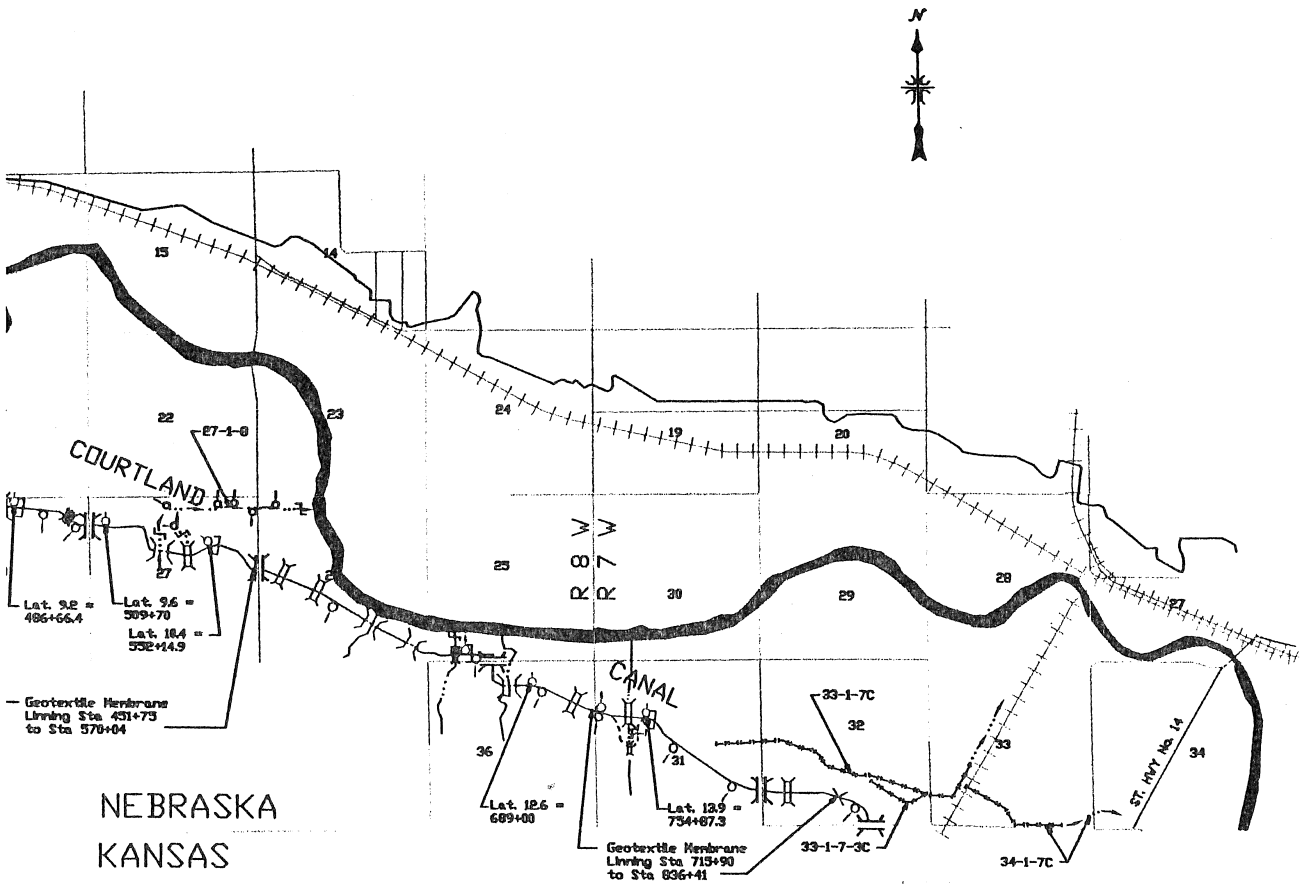 N
15
14
22
23
24
19
20
27-1-8
COURTLAND
R 8 W
R 7 W
25
30
29
28
27
27
Lat. 9.2 =
486+66.4
Lat. 9.6 =
509+70
Lat. 10.4 =
552+14.9
Geotextile Membrane
Linning Sta 451+75
to Sta 570+04
CANAL
33-1-7C
32
33
34
ST. HWY No. 14
36
31
Lat. 12.6 =
689+00
Lat. 13.9 =
754+87.3
Geotextile Membrane
Linning Sta 715+90
to Sta 836+41
33-1-7-3C
34-1-7C
NEBRASKA
KANSAS